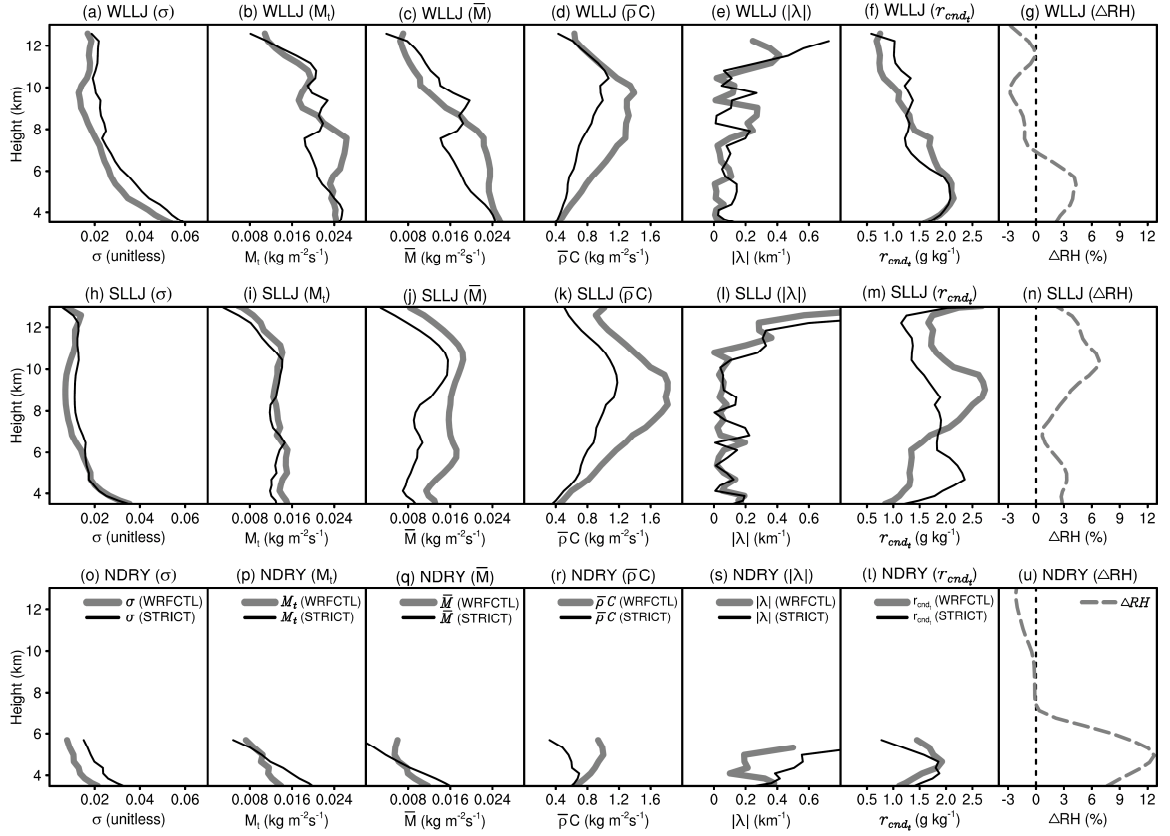 (a) WLLJ (σ) (b) WLLJ (Mₜ) (c) WLLJ (M̅) (d) WLLJ (ρ̅ C) (e) WLLJ (|λ|) (f) WLLJ (r_cndₜ) (g) WLLJ (△RH)
Height (km)
12
10
8
6
4
0.02 0.06 0.008 0.016 0.024 0.008 0.016 0.024 0.4 0.8 1.2 1.6 0 0.2 0.4 0.6 0.5 1.0 1.5 2.0 2.5 -3 0 3 6 9 12
σ (unitless) Mₜ (kg m⁻²s⁻¹) M̅ (kg m⁻²s⁻¹) ρ̅ C (kg m⁻²s⁻¹) |λ| (km⁻¹) r_cndₜ (g kg⁻¹) △RH (%)
(h) SLLJ (σ) (i) SLLJ (Mₜ) (j) SLLJ (M̅) (k) SLLJ (ρ̅ C) (l) SLLJ (|λ|) (m) SLLJ (r_cndₜ) (n) SLLJ (△RH)
Height (km)
12
10
8
6
4
0.02 0.04 0.06 0.008 0.016 0.024 0.008 0.016 0.024 0.4 0.8 1.2 1.6 0 0.2 0.4 0.6 0.5 1.0 1.5 2.0 2.5 -3 0 3 6 9 12
σ (unitless) Mₜ (kg m⁻²s⁻¹) M̅ (kg m⁻²s⁻¹) ρ̅ C (kg m⁻²s⁻¹) |λ| (km⁻¹) r_cndₜ (g kg⁻¹) △RH (%)
(o) NDRY (σ) (p) NDRY (Mₜ) (q) NDRY (M̅) (r) NDRY (ρ̅ C) (s) NDRY (|λ|) (l) NDRY (r_cndₜ) (u) NDRY (△RH)
σ (WRFCTL) Mₜ (WRFCTL) M̅ (WRFCTL) ρ̅ C (WRFCTL) |λ| (WRFCTL) r_cndₜ (WRFCTL) △RH
σ (STRICT) Mₜ (STRICT) M̅ (STRICT) ρ̅ C (STRICT) |λ| (STRICT) r_cndₜ (STRICT)
Height (km)
12
10
8
6
4
0.02 0.04 0.06 0.008 0.016 0.024 0.008 0.016 0.024 0.4 0.8 1.2 1.6 0 0.2 0.4 0.6 0.5 1.0 1.5 2.0 2.5 -3 0 3 6 9 12
σ (unitless) Mₜ (kg m⁻²s⁻¹) M̅ (kg m⁻²s⁻¹) ρ̅ C (kg m⁻²s⁻¹) |λ| (km⁻¹) r_cndₜ (g kg⁻¹) △RH (%)